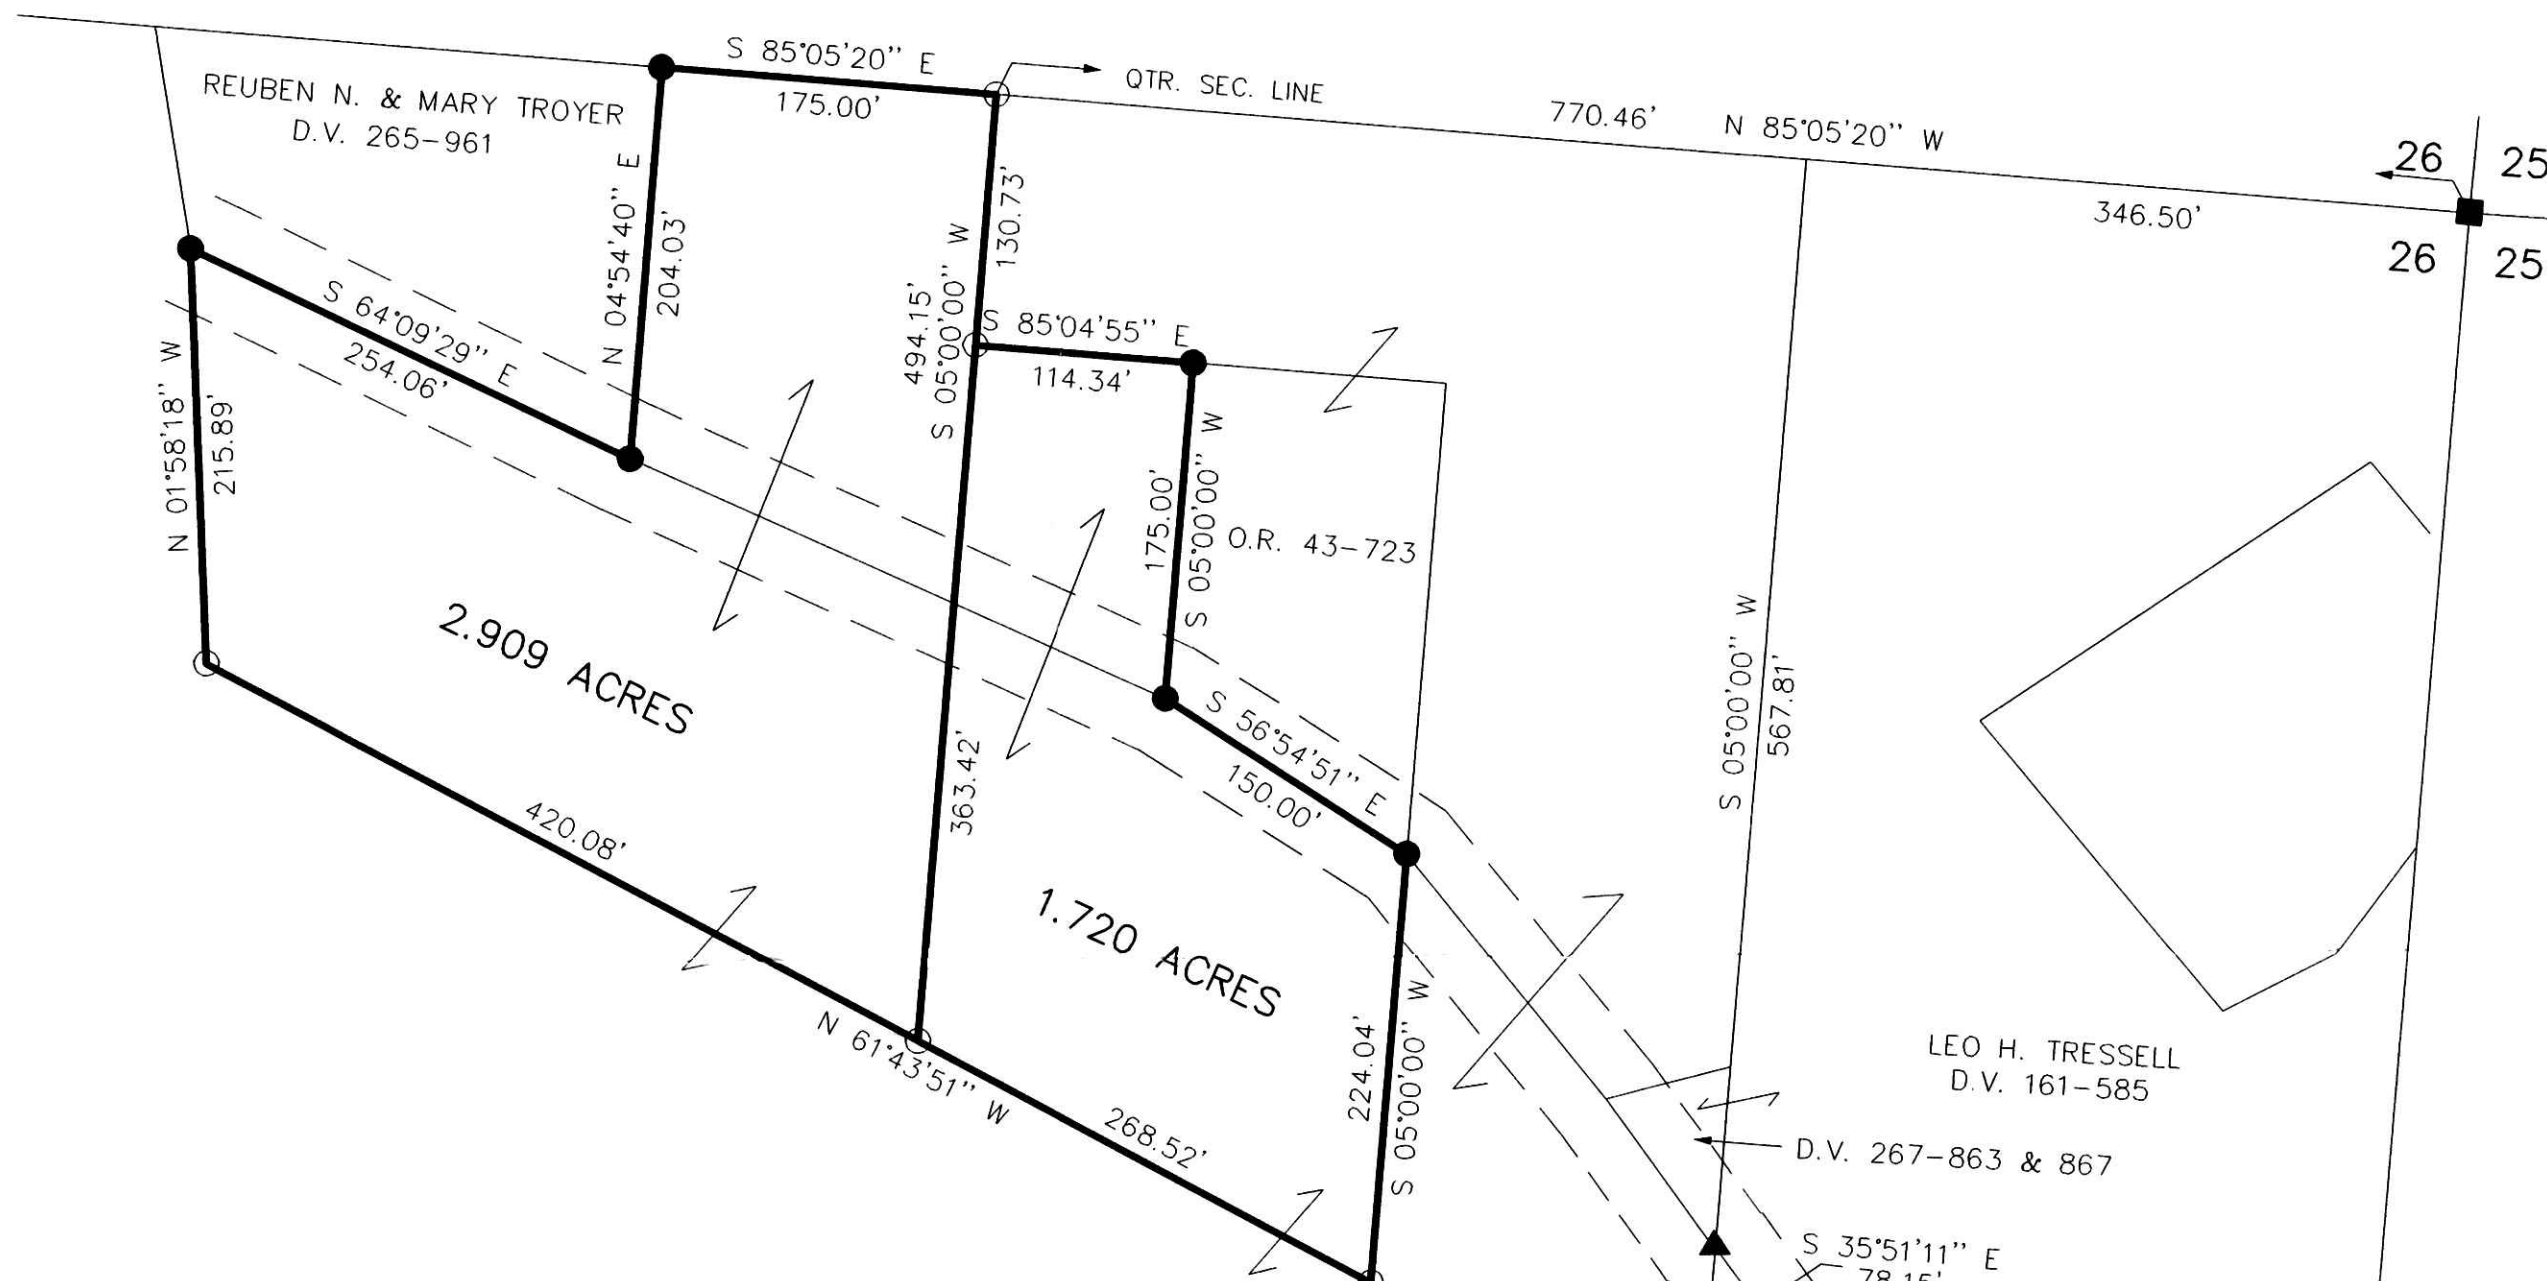 S 85°05'20" E
175.00'
QTR. SEC. LINE
770.46'
N 85°05'20" W
346.50'
26
25
26
25
REUBEN N. & MARY TROYER
D.V. 265-961
N 04°54'40" E
204.03'
130.73'
494.15'
S 05°00'00" W
S 85°04'55" E
114.34'
S 64°09'29" E
254.06'
N 01°58'18" W
215.89'
175.00'
S 05°00'00" W
O.R. 43-723
2.909 ACRES
363.42'
S 56°54'51" E
150.00'
S 05°00'00" W
567.81'
420.08'
1.720 ACRES
N 61°43'51" W
268.52'
224.04'
S 05°00'00" W
LEO H. TRESSELL
D.V. 161-585
D.V. 267-863 & 867
S 35°51'11" E
78.15'